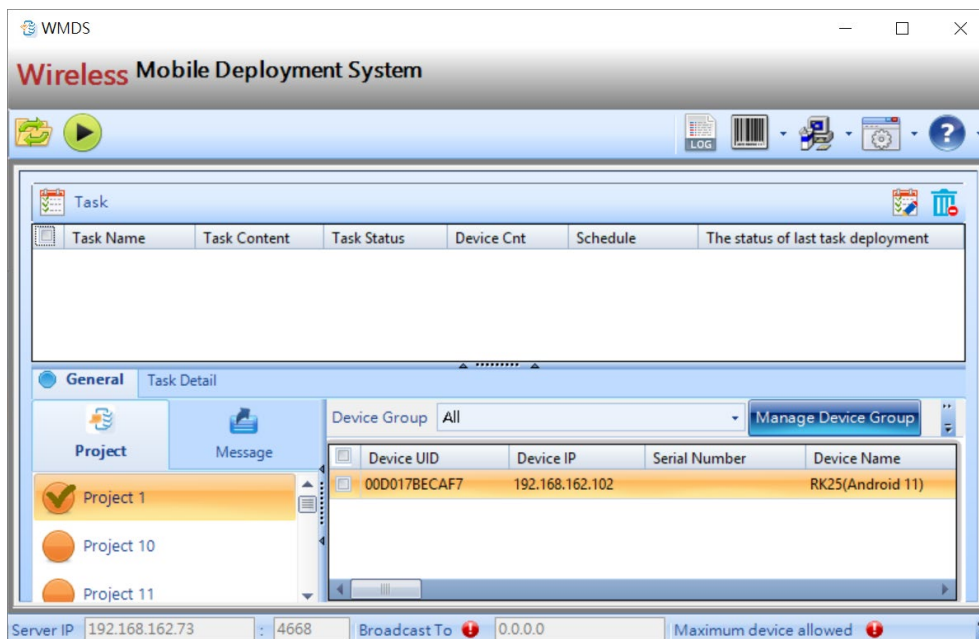 WMDS
Wireless Mobile Deployment System
LOG
?
Task
Task Name Task Content Task Status Device Cnt Schedule The status of last task deployment
General Task Detail
Project Message
Device Group All Manage Device Group
Device UID Device IP Serial Number Device Name
00D017BECAF7 192.168.162.102 RK25(Android 11)
Project 1
Project 10
Project 11
Server IP 192.168.162.73 : 4668 Broadcast To ! 0.0.0.0 Maximum device allowed !